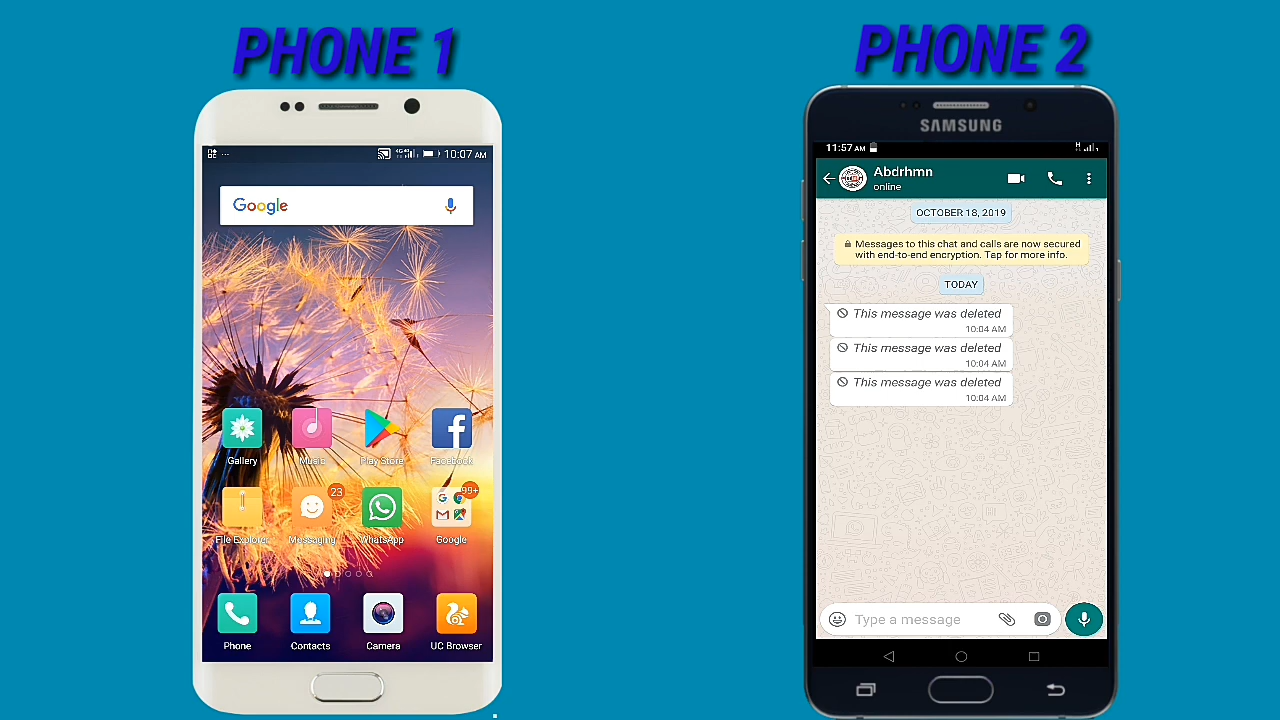 PHONE 1
10:07 AM
Google
Gallery
Music
Play Store
Facebook
23
99+
File Explorer
Messaging
WhatsApp
Google
Phone
Contacts
Camera
UC Browser
PHONE 2
SAMSUNG
11:57 AM
Abdrhmn
online
OCTOBER 18, 2019
Messages to this chat and calls are now secured
with end-to-end encryption. Tap for more info.
TODAY
This message was deleted
10:04 AM
This message was deleted
10:04 AM
This message was deleted
10:04 AM
Type a message